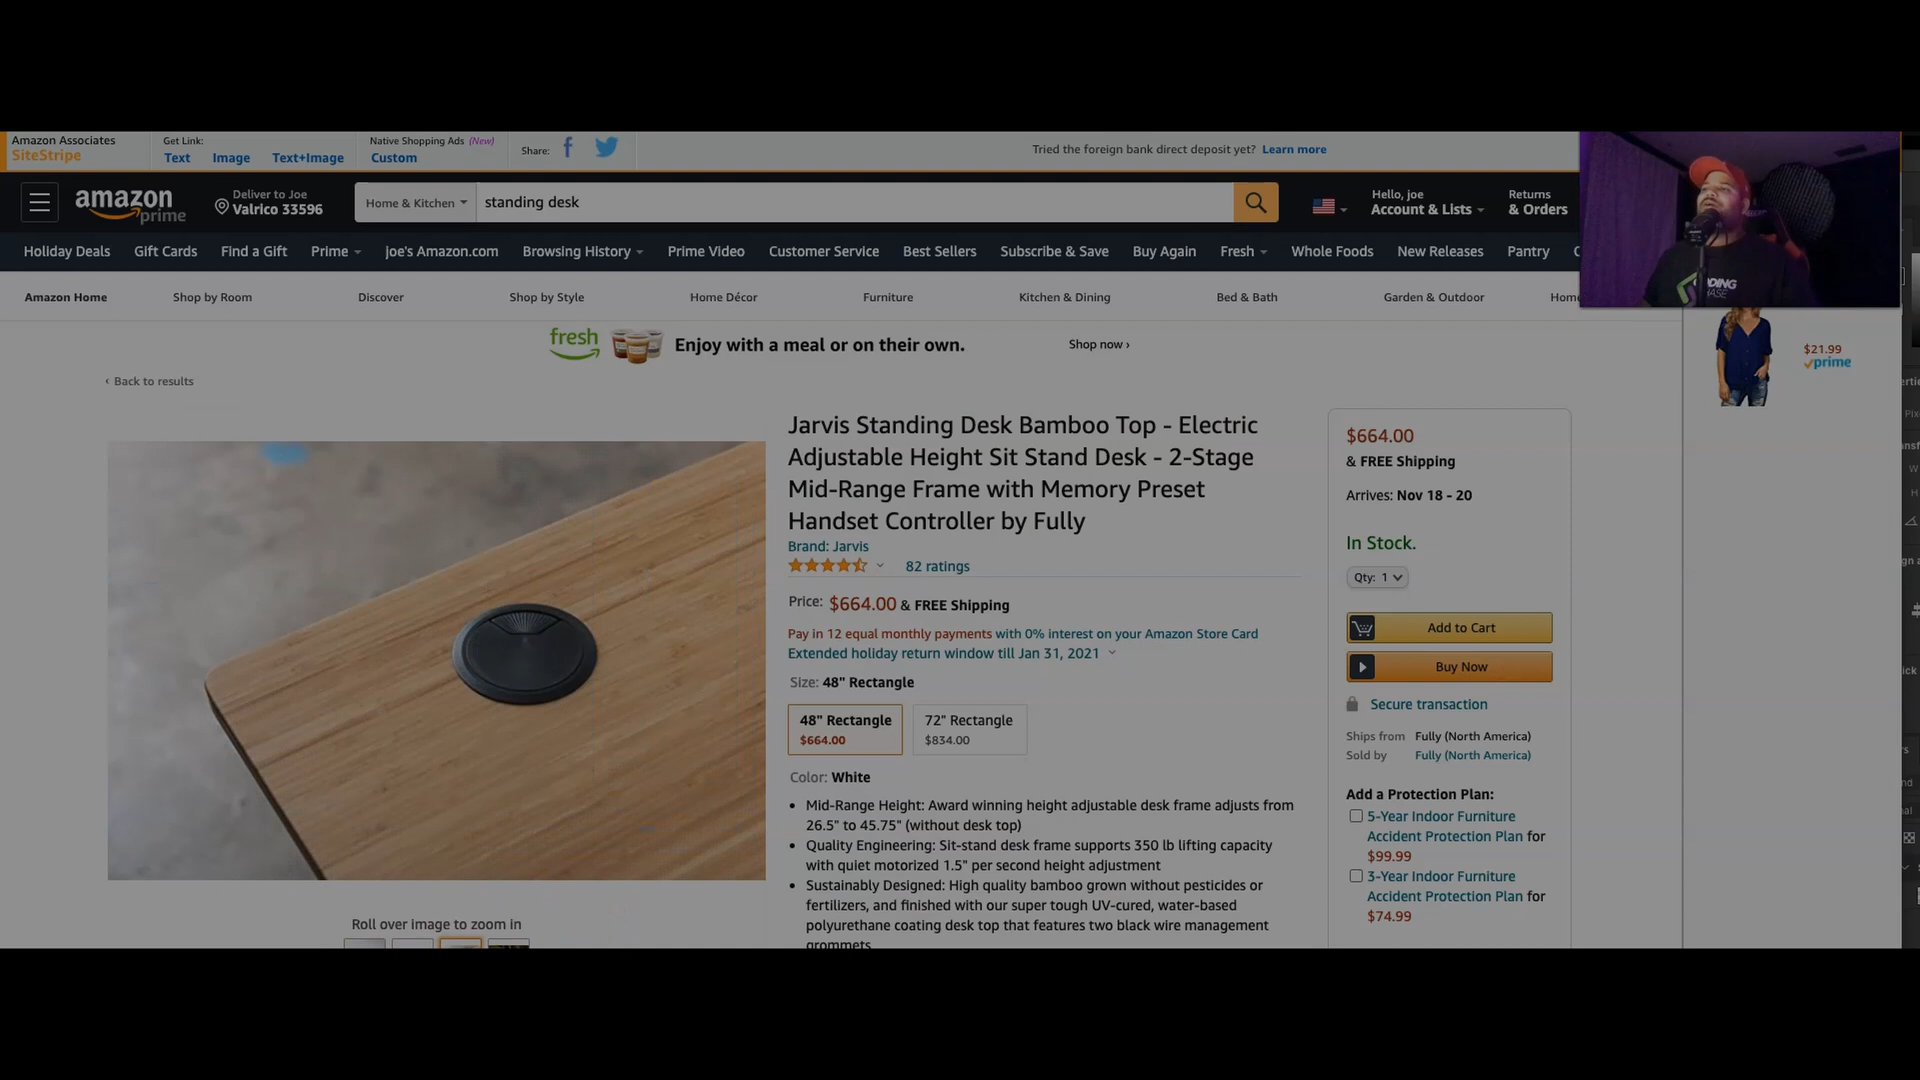 Amazon Associates
SiteStripe
Get Link:
Text Image Text+Image
Native Shopping Ads (New)
Custom
Share:
Tried the foreign bank direct deposit yet? Learn more
amazon
prime
Deliver to Joe
Valrico 33596
Home & Kitchen
standing desk
Hello, joe
Account & Lists
Returns
& Orders
Holiday Deals Gift Cards Find a Gift Prime joe's Amazon.com Browsing History Prime Video Customer Service Best Sellers Subscribe & Save Buy Again Fresh Whole Foods New Releases Pantry
Amazon Home Shop by Room Discover Shop by Style Home Décor Furniture Kitchen & Dining Bed & Bath Garden & Outdoor
fresh
Enjoy with a meal or on their own.
Shop now ›
$21.99
prime
‹ Back to results
Jarvis Standing Desk Bamboo Top - Electric
Adjustable Height Sit Stand Desk - 2-Stage
Mid-Range Frame with Memory Preset
Handset Controller by Fully
Brand: Jarvis
82 ratings
Price: $664.00 & FREE Shipping
Pay in 12 equal monthly payments with 0% interest on your Amazon Store Card
Extended holiday return window till Jan 31, 2021
Size: 48" Rectangle
48" Rectangle
$664.00
72" Rectangle
$834.00
Color: White
• Mid-Range Height: Award winning height adjustable desk frame adjusts from
26.5" to 45.75" (without desk top)
• Quality Engineering: Sit-stand desk frame supports 350 lb lifting capacity
with quiet motorized 1.5" per second height adjustment
• Sustainably Designed: High quality bamboo grown without pesticides or
fertilizers, and finished with our super tough UV-cured, water-based
polyurethane coating desk top that features two black wire management
grommets
Roll over image to zoom in
$664.00
& FREE Shipping
Arrives: Nov 18 - 20
In Stock.
Qty: 1
Add to Cart
Buy Now
Secure transaction
Ships from Fully (North America)
Sold by Fully (North America)
Add a Protection Plan:
5-Year Indoor Furniture
Accident Protection Plan for
$99.99
3-Year Indoor Furniture
Accident Protection Plan for
$74.99